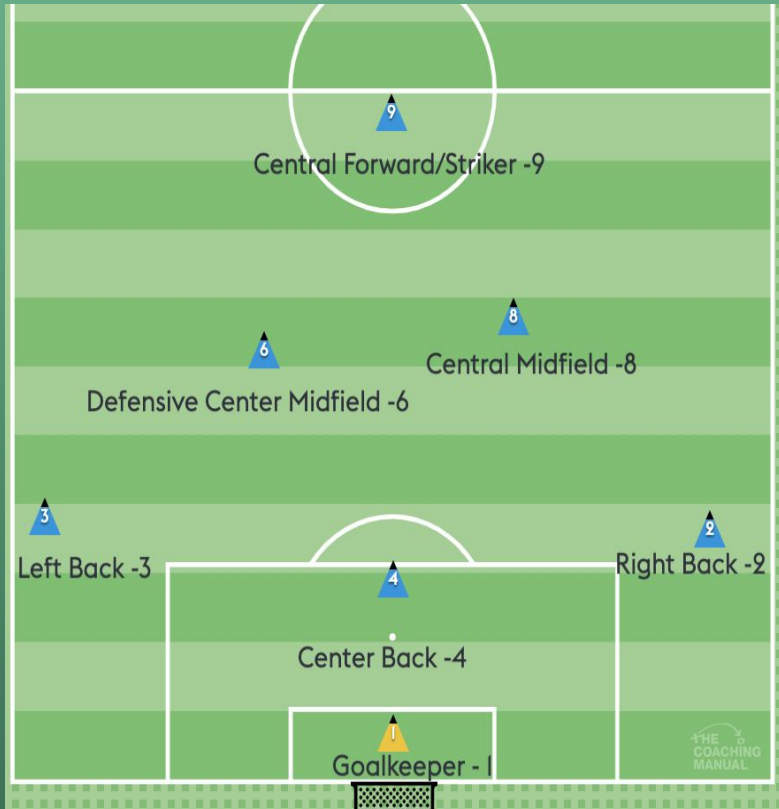 9
Central Forward/Striker -9
8
6
Central Midfield -8
Defensive Center Midfield -6
3
2
Left Back -3
Right Back -2
4
Center Back -4
1
Goalkeeper - 1
THE
COACHING
MANUAL